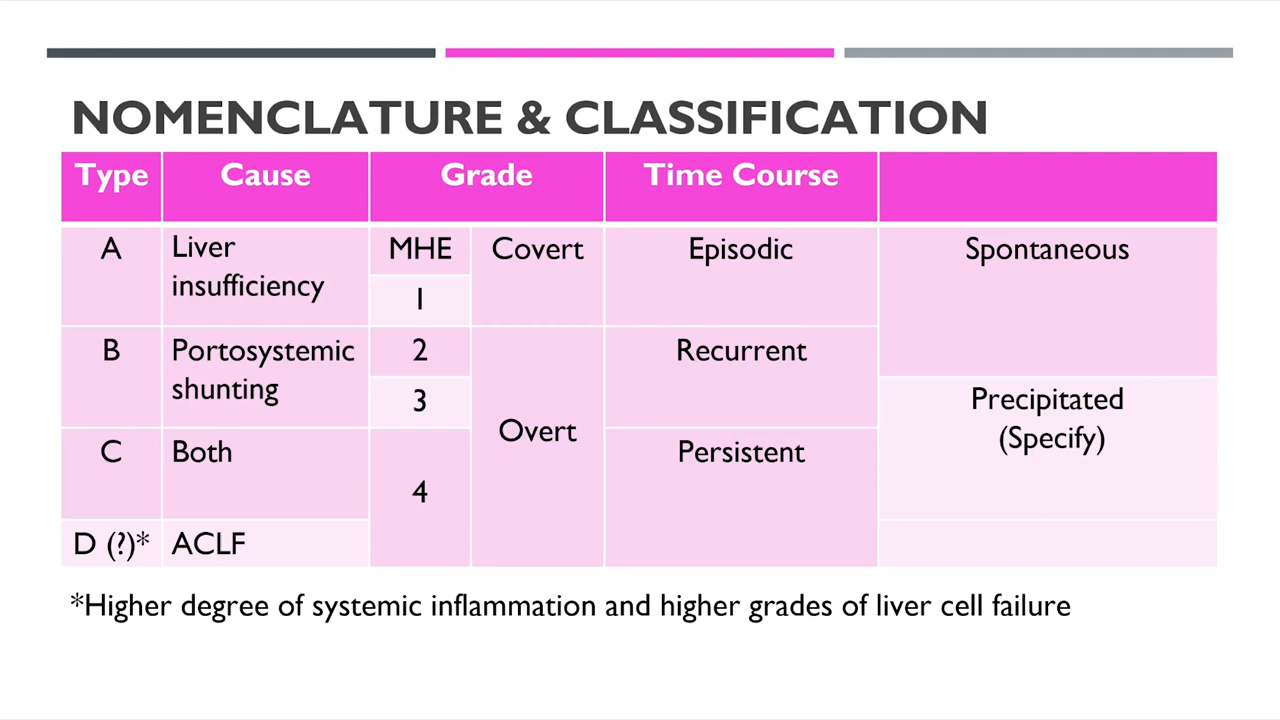 NOMENCLATURE & CLASSIFICATION
Type Cause Grade Time Course
A Liver insufficiency MHE Covert Episodic Spontaneous
1
B Portosystemic shunting 2 Overt Recurrent
3 Precipitated (Specify)
C Both 4 Persistent
D (?)* ACLF
*Higher degree of systemic inflammation and higher grades of liver cell failure